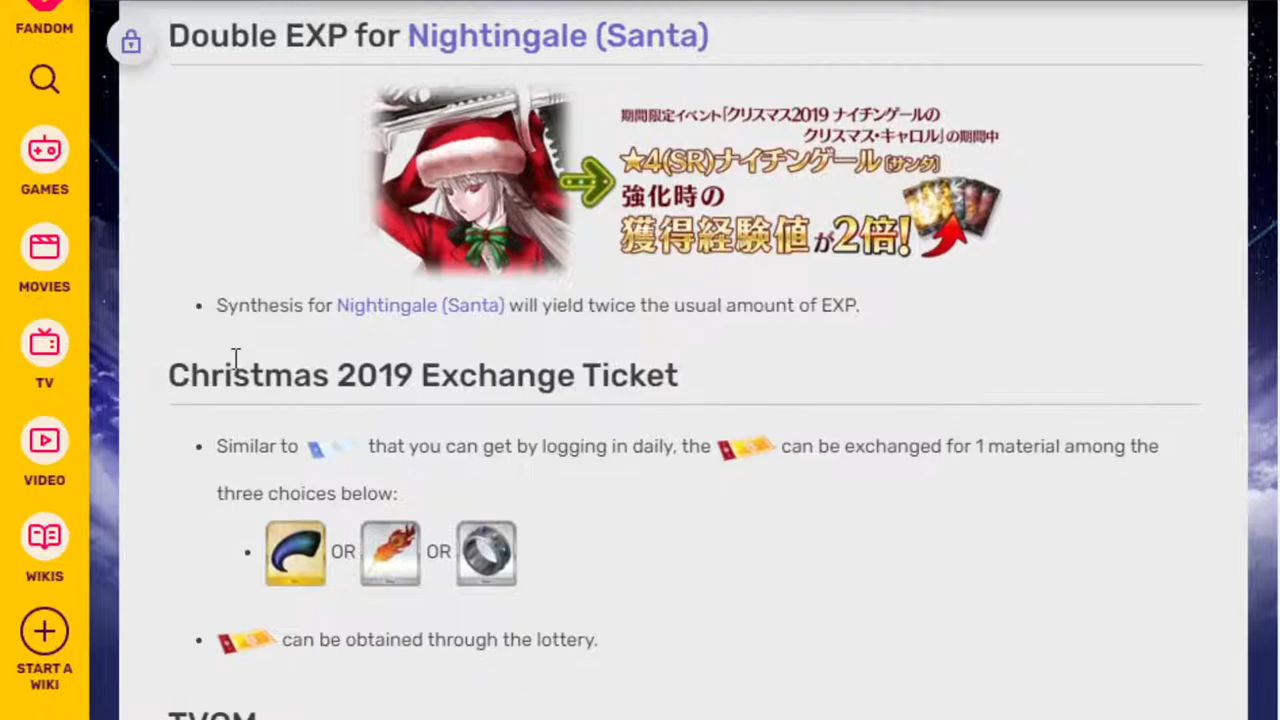 FANDOM
GAMES
MOVIES
TV
VIDEO
WIKIS
START A
WIKI
Double EXP for Nightingale (Santa)
期間限定イベント「クリスマス2019 ナイチンゲールの
クリスマス・キャロル」の期間中
★4(SR)ナイチンゲール〔サンタ〕
強化時の
獲得経験値が2倍!
Synthesis for Nightingale (Santa) will yield twice the usual amount of EXP.
Christmas 2019 Exchange Ticket
Similar to that you can get by logging in daily, the can be exchanged for 1 material among the
three choices below:
OR OR
can be obtained through the lottery.